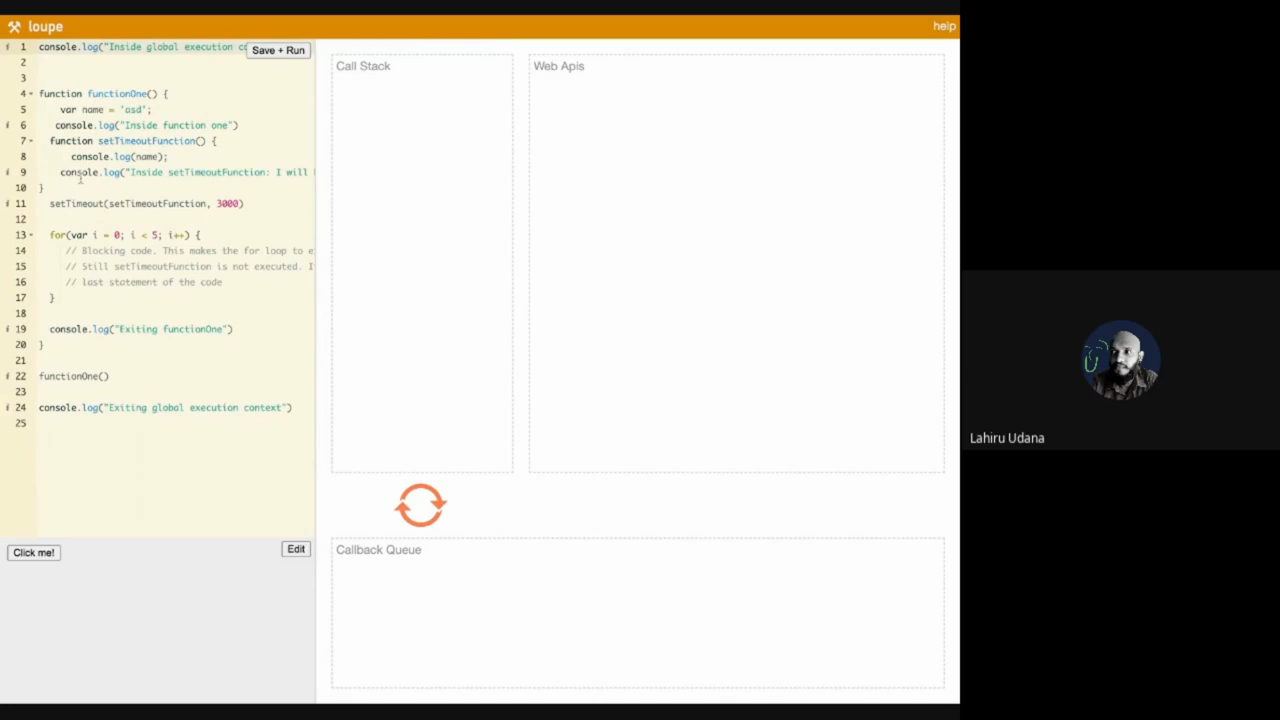 loupe
help
1 console.log("Inside global execution co
Save + Run
2
3
4 function functionOne() {
5 var name = 'asd';
6 console.log("Inside function one")
7 function setTimeoutFunction() {
8 console.log(name);
9 console.log("Inside setTimeoutFunction: I will
10 }
11 setTimeout(setTimeoutFunction, 3000)
12
13 for(var i = 0; i < 5; i++) {
14 // Blocking code. This makes the for loop to e
15 // Still setTimeoutFunction is not executed. I
16 // last statement of the code
17 }
18
19 console.log("Exiting functionOne")
20 }
21
22 functionOne()
23
24 console.log("Exiting global execution context")
25
Click me!
Edit
Call Stack
Web Apis
Callback Queue
Lahiru Udana